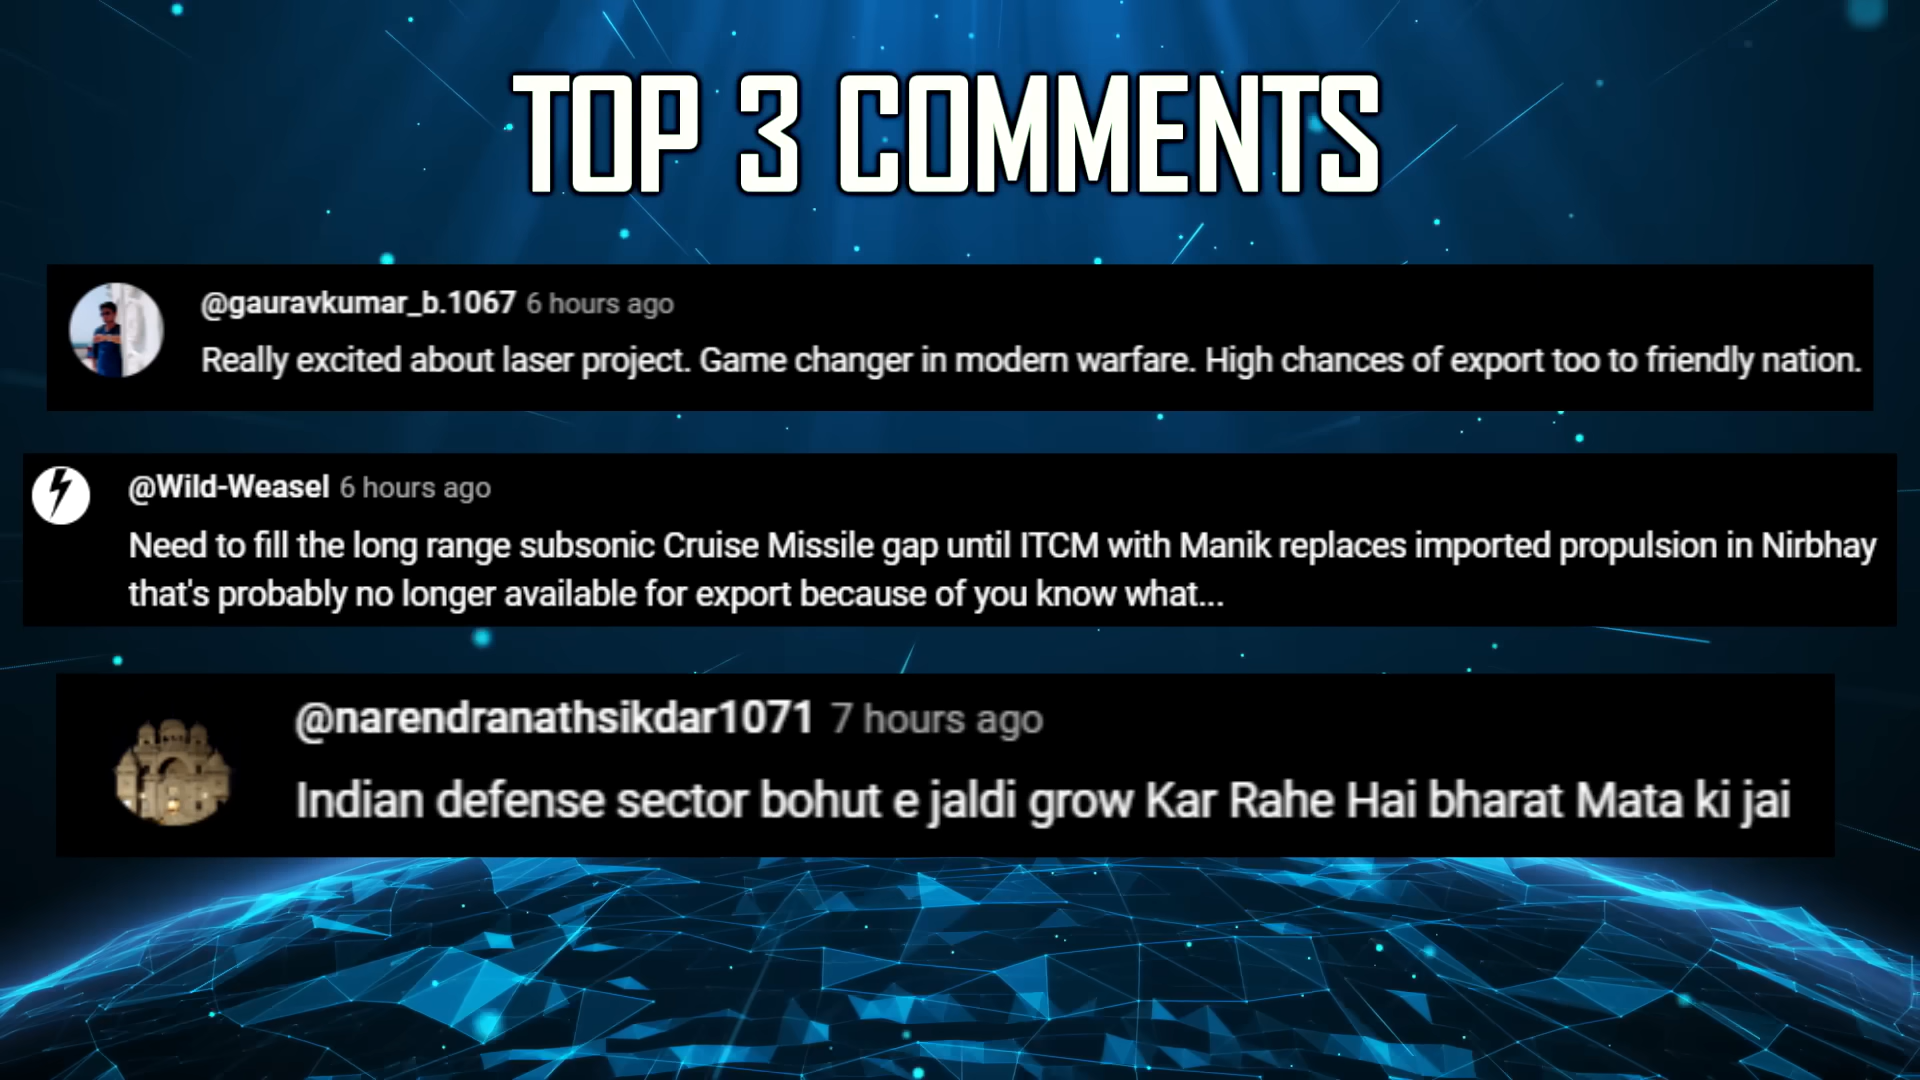 TOP 3 COMMENTS
@gauravkumar_b.1067 6 hours ago
Really excited about laser project. Game changer in modern warfare. High chances of export too to friendly nation.
@Wild-Weasel 6 hours ago
Need to fill the long range subsonic Cruise Missile gap until ITCM with Manik replaces imported propulsion in Nirbhay
that's probably no longer available for export because of you know what...
@narendranathsikdar1071 7 hours ago
Indian defense sector bohut e jaldi grow Kar Rahe Hai bharat Mata ki jai